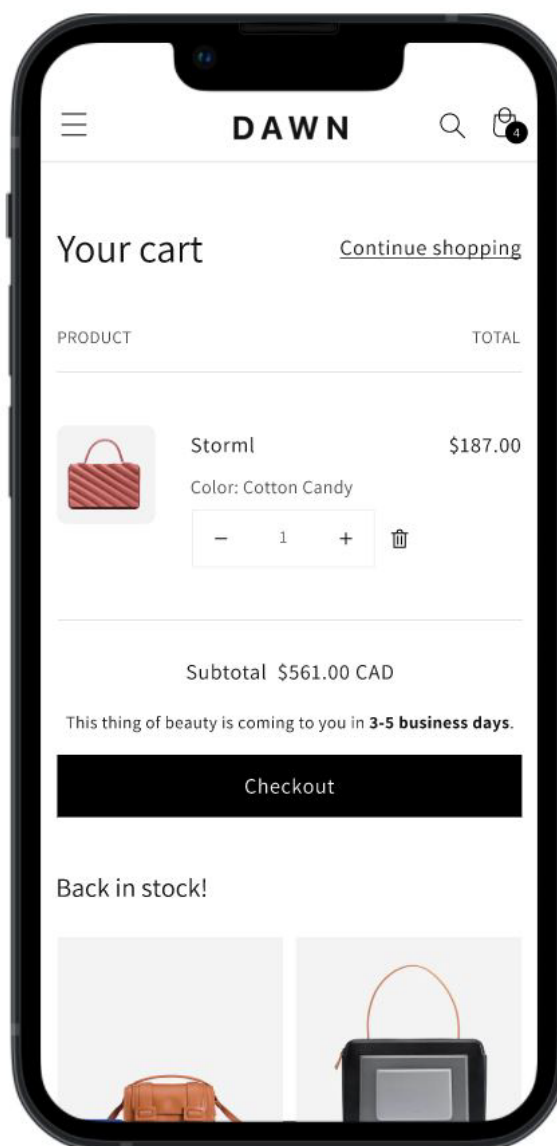 DAWN
4
Your cart
Continue shopping
PRODUCT
TOTAL
Storml
$187.00
Color: Cotton Candy
− 1 +
Subtotal $561.00 CAD
This thing of beauty is coming to you in 3-5 business days.
Checkout
Back in stock!